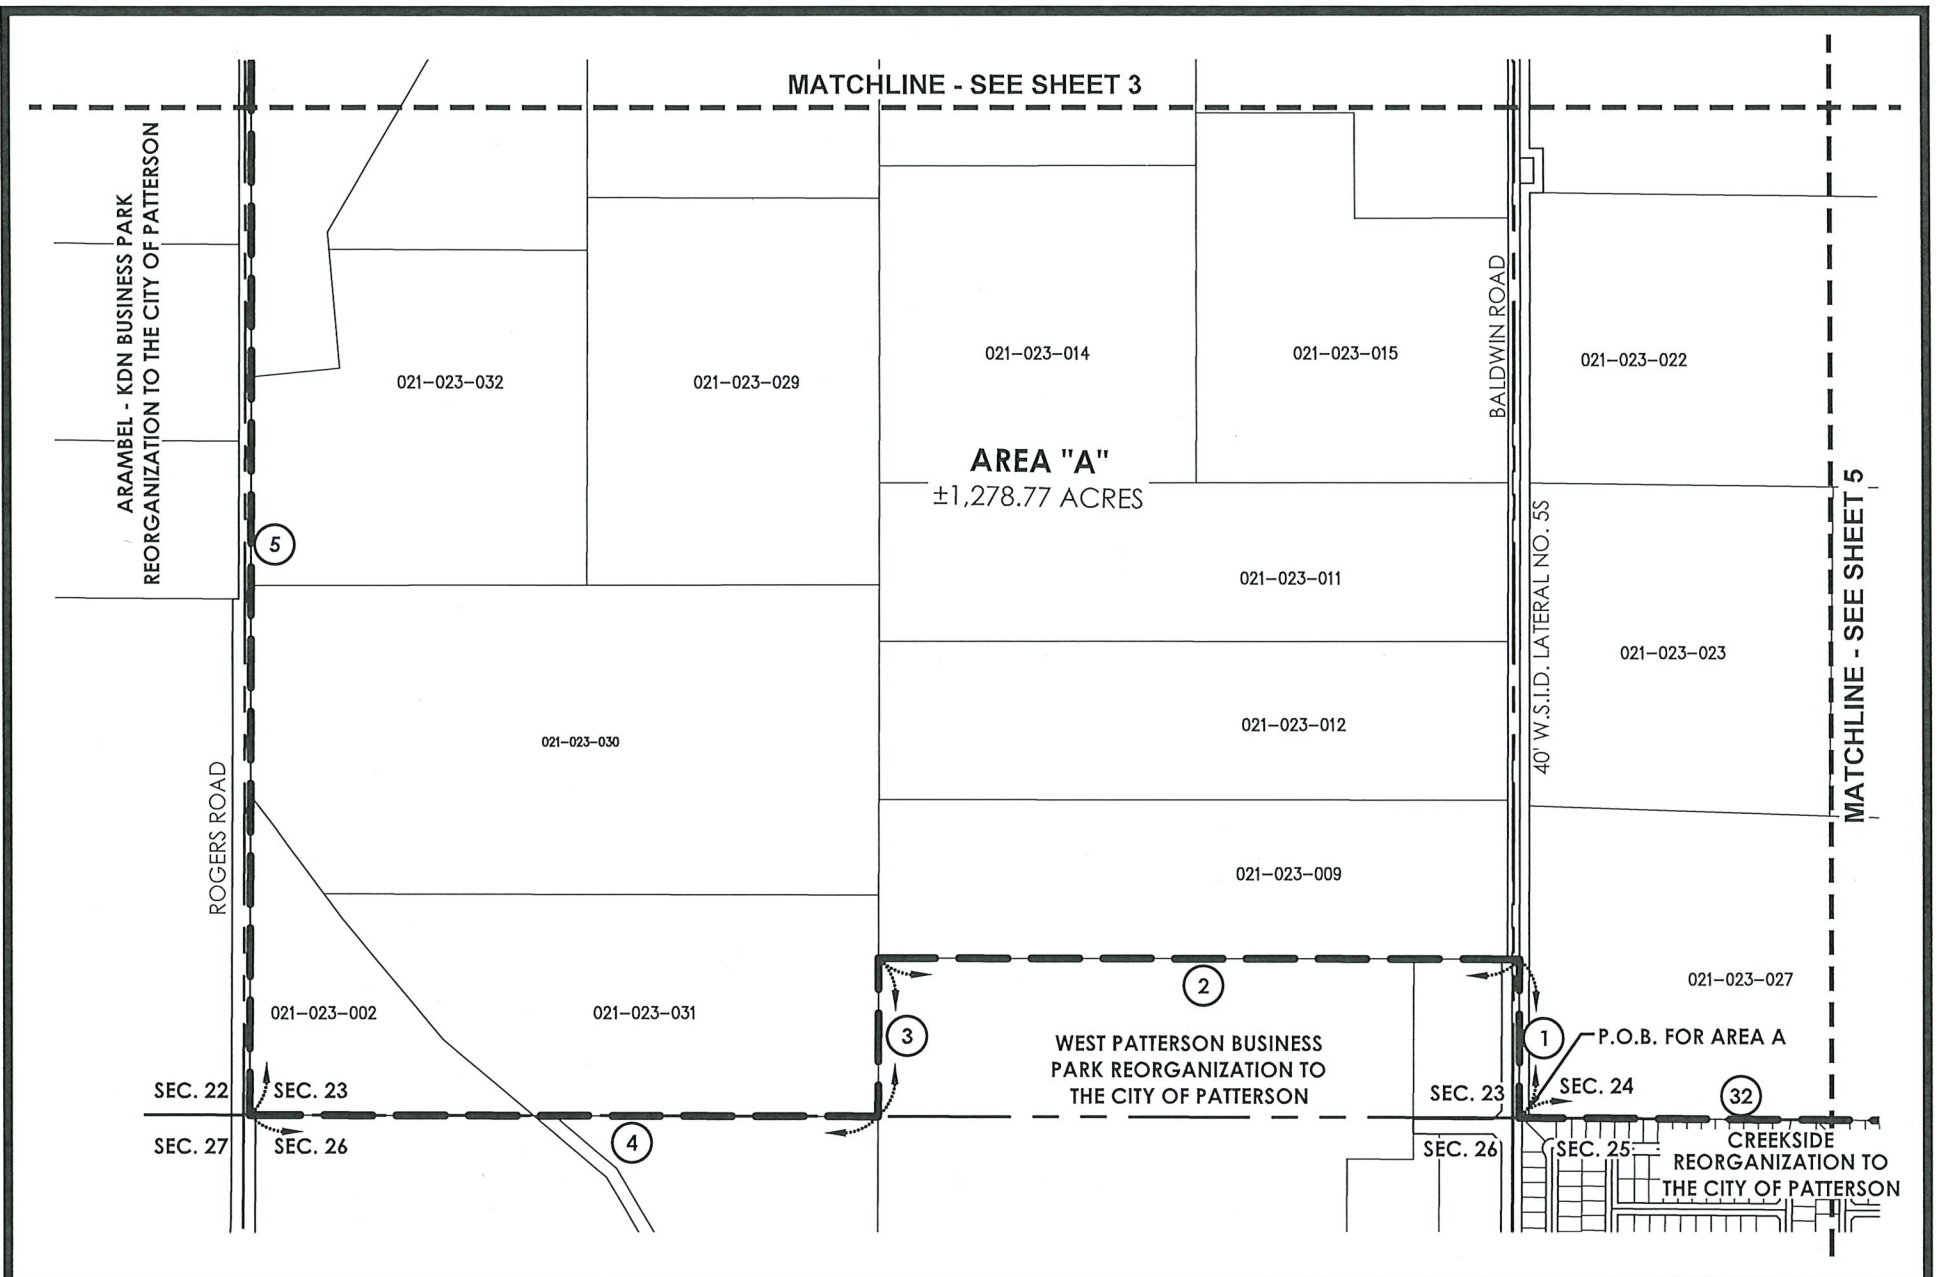 MATCHLINE - SEE SHEET 3
ARAMBEL - KDN BUSINESS PARK
REORGANIZATION TO THE CITY OF PATTERSON
BALDWIN ROAD
021-023-014
021-023-015
021-023-022
021-023-032
021-023-029
AREA "A"
±1,278.77 ACRES
MATCHLINE - SEE SHEET 5
40' W.S.I.D. LATERAL NO. 5S
5
021-023-011
021-023-023
021-023-012
021-023-030
ROGERS ROAD
021-023-009
021-023-027
2
021-023-002
021-023-031
3
1
P.O.B. FOR AREA A
WEST PATTERSON BUSINESS
PARK REORGANIZATION TO
THE CITY OF PATTERSON
SEC. 22
SEC. 23
SEC. 23
SEC. 24
32
SEC. 27
SEC. 26
4
SEC. 26
SEC. 25
CREEKSIDE
REORGANIZATION TO
THE CITY OF PATTERSON